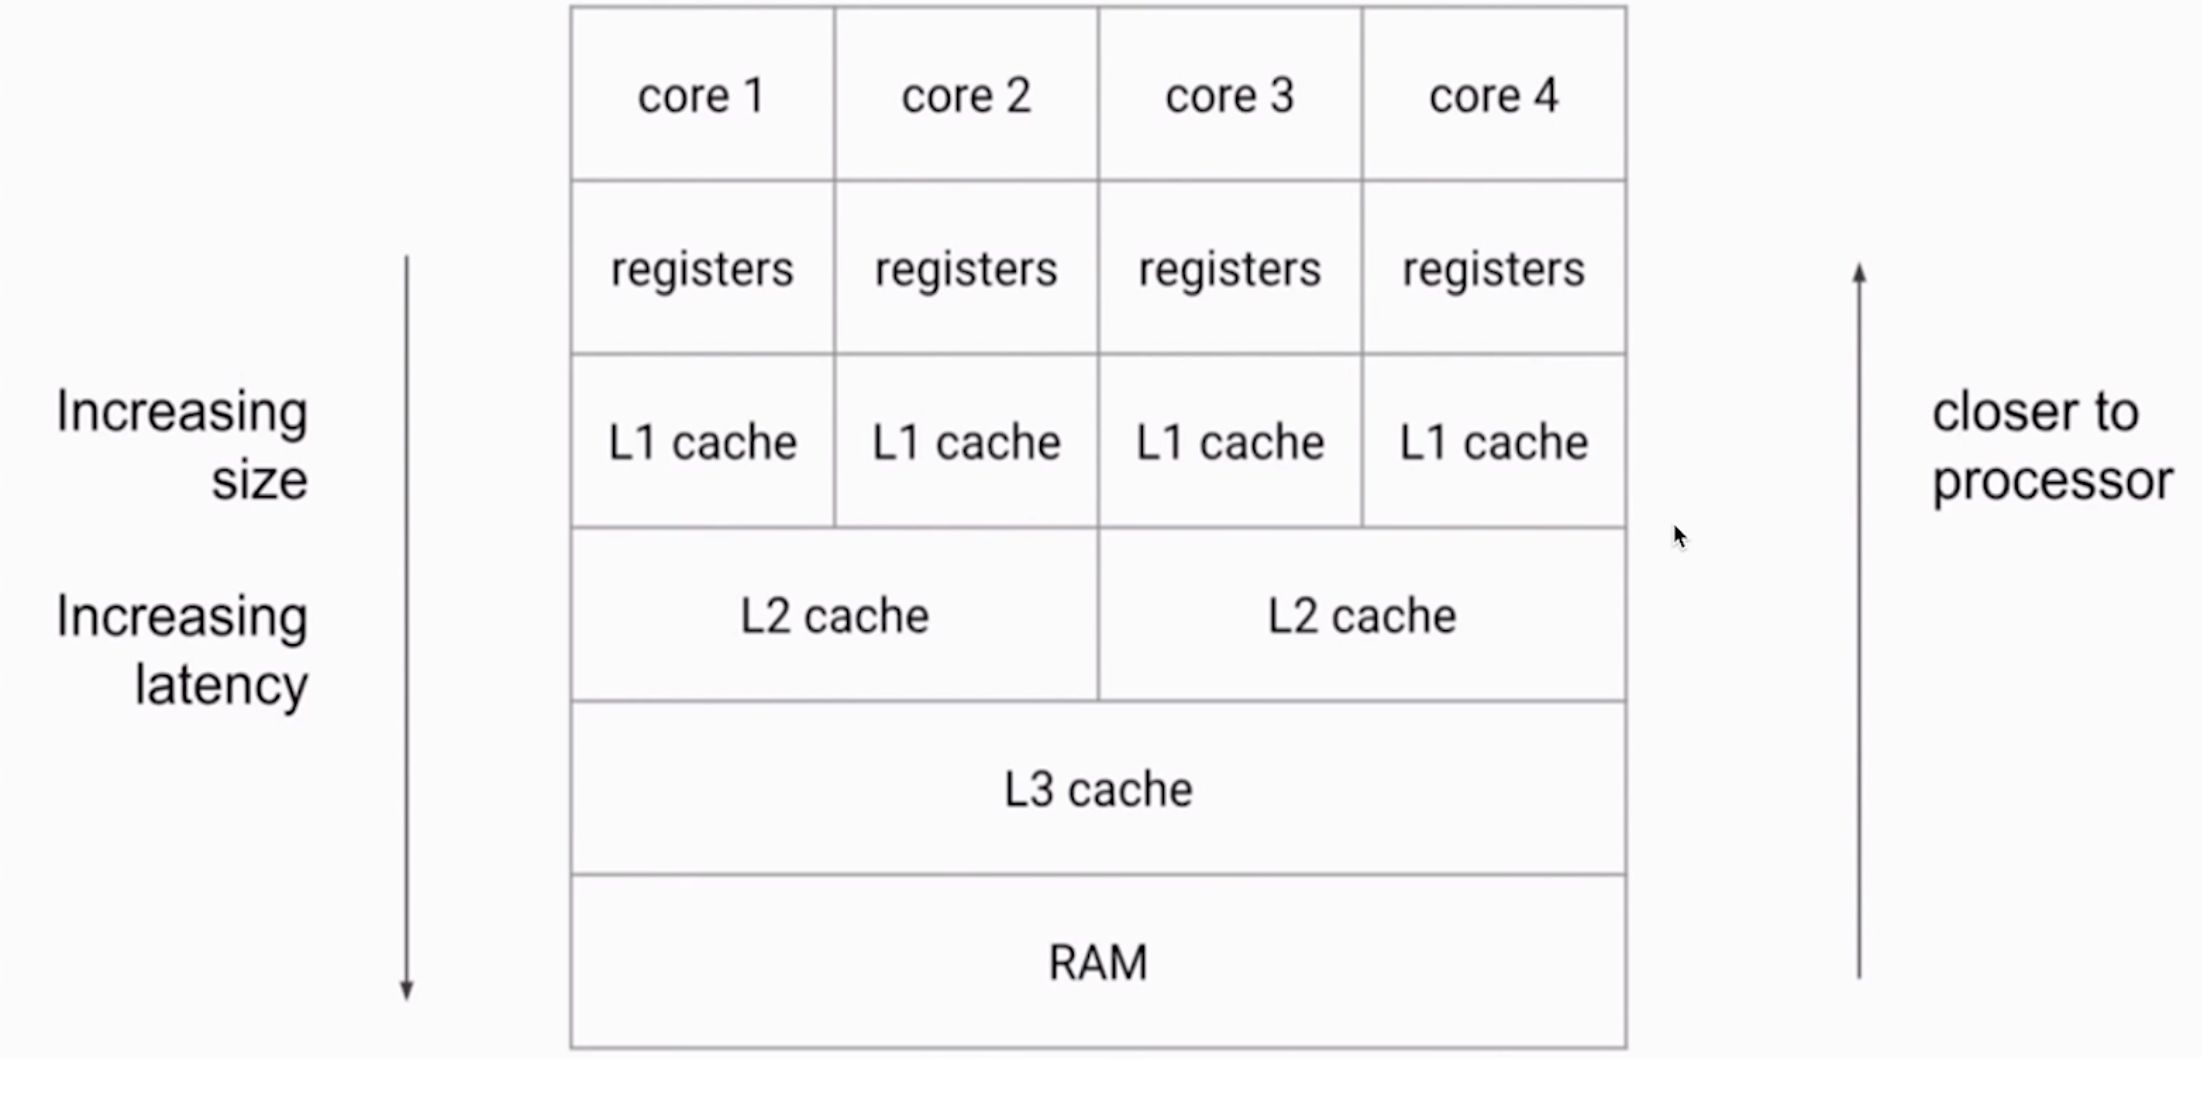 core 1 core 2 core 3 core 4
registers registers registers registers
Increasing
size
L1 cache L1 cache L1 cache L1 cache
closer to
processor
Increasing
latency
L2 cache L2 cache
L3 cache
RAM